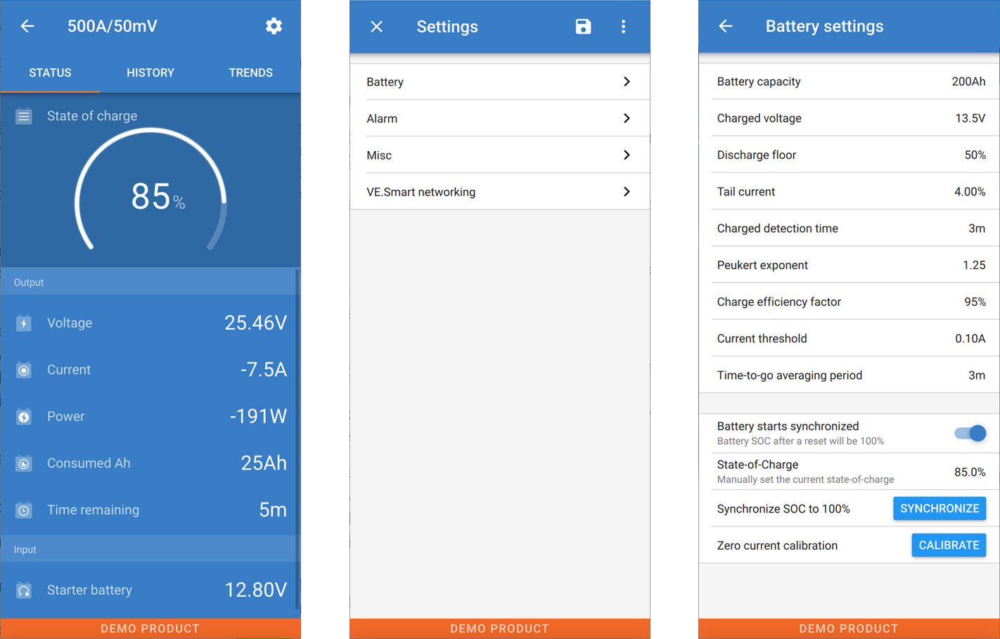 500A/50mV
STATUS HISTORY TRENDS
State of charge
85%
Output
Voltage 25.46V
Current -7.5A
Power -191W
Consumed Ah 25Ah
Time remaining 5m
Input
Starter battery 12.80V
DEMO PRODUCT
Settings
Battery
Alarm
Misc
VE.Smart networking
DEMO PRODUCT
Battery settings
Battery capacity 200Ah
Charged voltage 13.5V
Discharge floor 50%
Tail current 4.00%
Charged detection time 3m
Peukert exponent 1.25
Charge efficiency factor 95%
Current threshold 0.10A
Time-to-go averaging period 3m
Battery starts synchronized
Battery SOC after a reset will be 100%
State-of-Charge 85.0%
Manually set the current state-of-charge
Synchronize SOC to 100% SYNCHRONIZE
Zero current calibration CALIBRATE
DEMO PRODUCT